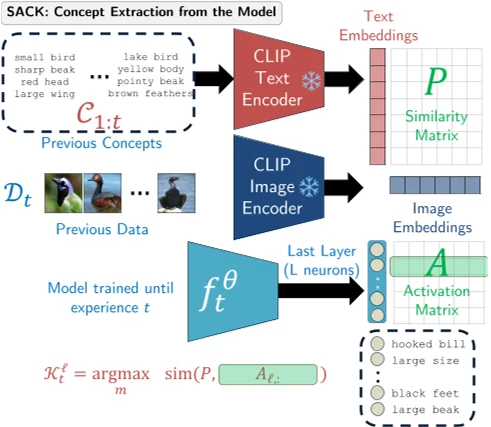 SACK: Concept Extraction from the Model
small bird
sharp beak
red head
large wing
...
lake bird
yellow body
pointy beak
brown feathers
C₁:t
Previous Concepts
CLIP
Text
Encoder
Text
Embeddings
P
Similarity
Matrix
Dt
...
Previous Data
CLIP
Image
Encoder
Image
Embeddings
Model trained until
experience t
f_t^θ
Last Layer
(L neurons)
A
Activation
Matrix
hooked bill
large size
black feet
large beak
K_t^ℓ = argmax sim(P, A_ℓ,: )
m